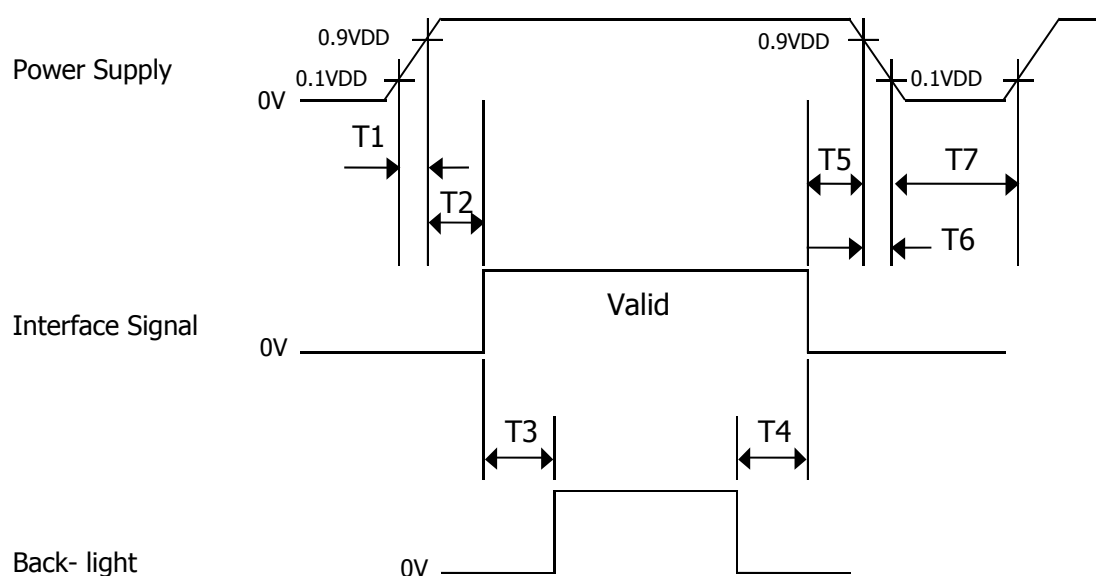 0.9VDD
0.9VDD
Power Supply
0.1VDD
0.1VDD
0V
T1
T5
T7
T2
T6
Valid
Interface Signal
0V
T3
T4
Back- light
0V